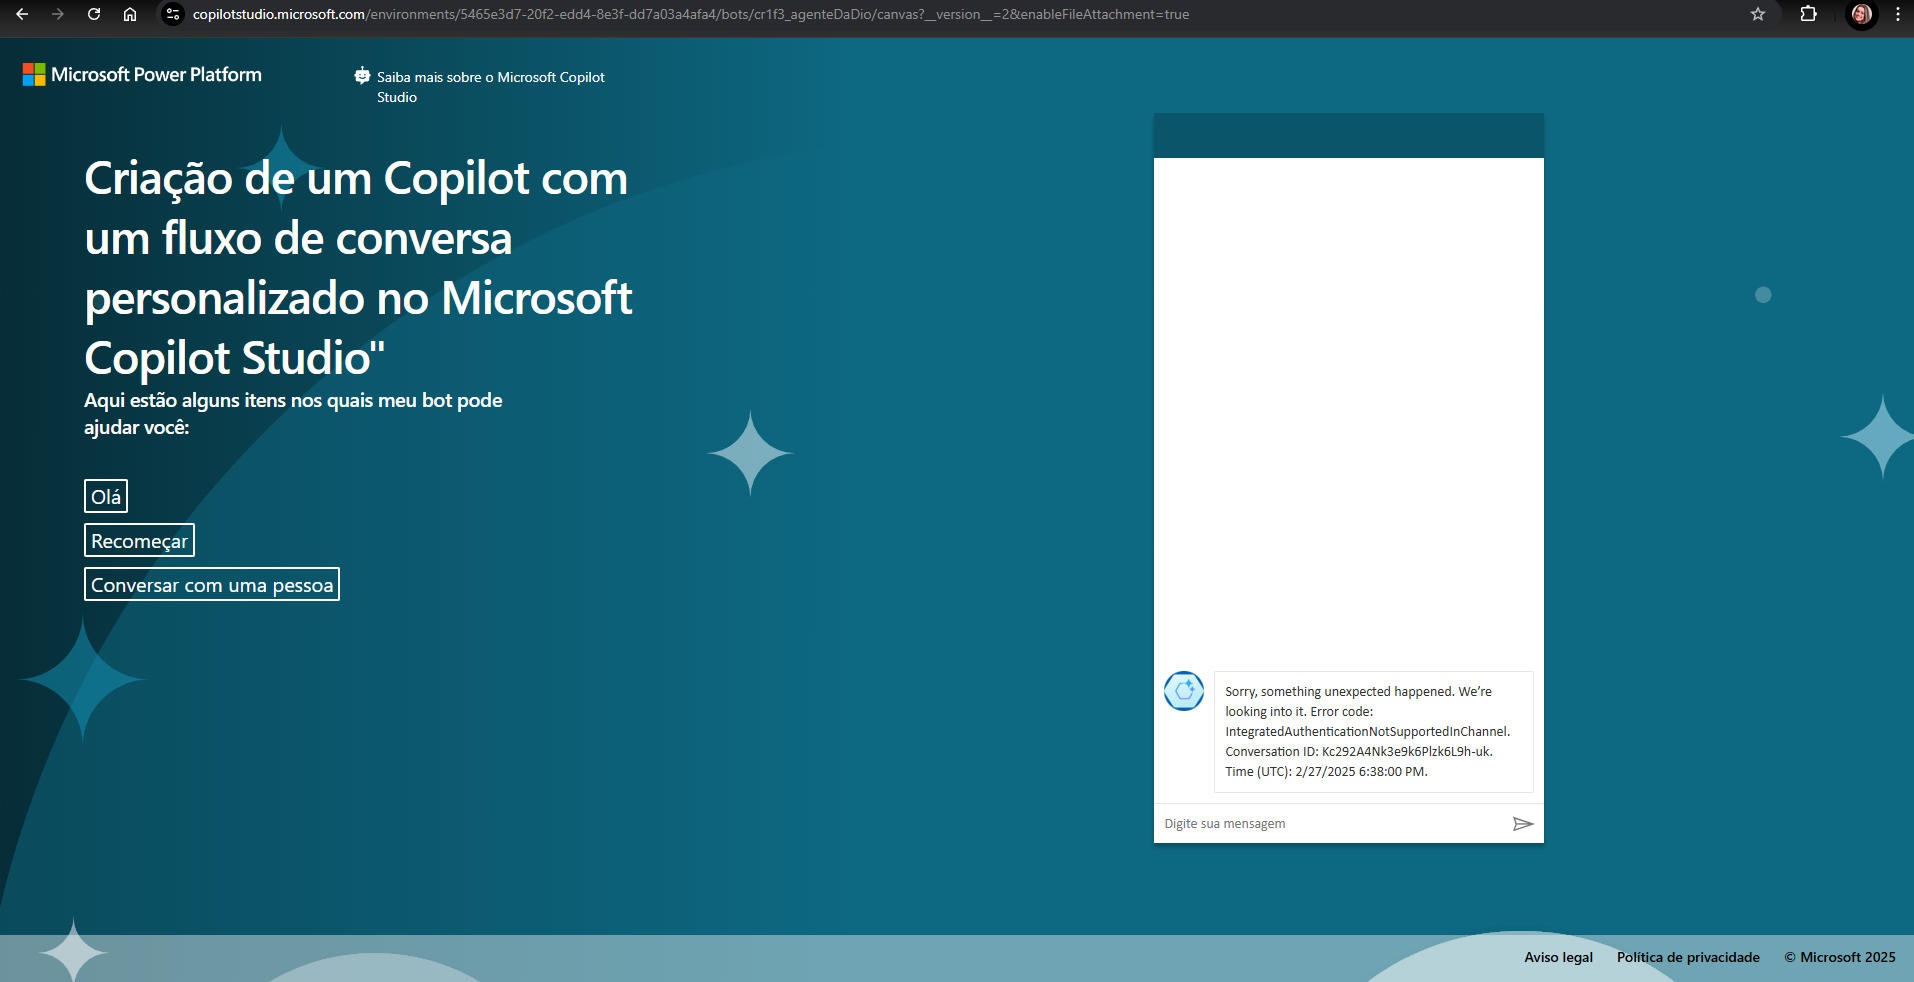 copilotstudio.microsoft.com/environments/5465e3d7-20f2-edd4-8e3f-dd7a03a4afa4/bots/cr1f3_agenteDaDio/canvas?__version__=2&enableFileAttachment=true
Microsoft Power Platform
Saiba mais sobre o Microsoft Copilot
Studio
Criação de um Copilot com
um fluxo de conversa
personalizado no Microsoft
Copilot Studio"
Aqui estão alguns itens nos quais meu bot pode
ajudar você:
Olá
Recomeçar
Conversar com uma pessoa
Sorry, something unexpected happened. We’re
looking into it. Error code:
IntegratedAuthenticationNotSupportedInChannel.
Conversation ID: Kc292A4Nk3e9k6Plzk6L9h-uk.
Time (UTC): 2/27/2025 6:38:00 PM.
Digite sua mensagem
Aviso legal
Política de privacidade
© Microsoft 2025